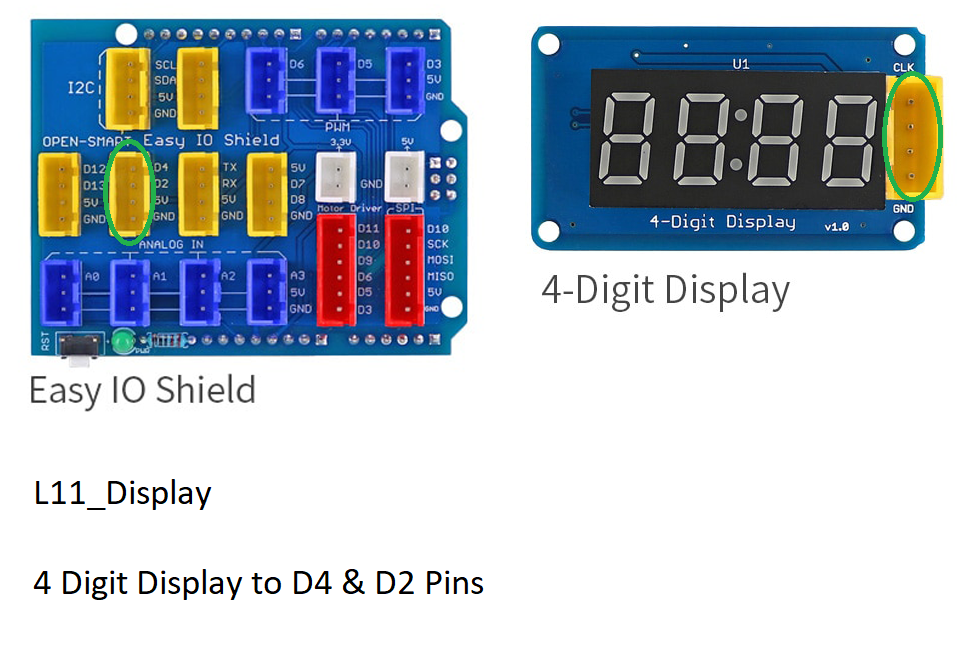 SCL
SDA
5V
GND
I2C
D6
D5
D3
5V
GND
PWM
OPEN-SMART Easy IO Shield
3.3V
5V
D12
D13
5V
GND
D4
D2
5V
GND
TX
RX
5V
GND
5V
D7
D8
GND
GND
Motor Driver
SPI
ANALOG IN
D11
D10
D9
D6
D5
D3
D10
SCK
MOSI
MISO
5V
GND
A0
A1
A2
A3
5V
GND
RST
PWR
U1
CLK
GND
4-Digit Display
v1.0
4-Digit Display
Easy IO Shield
L11_Display
4 Digit Display to D4 & D2 Pins